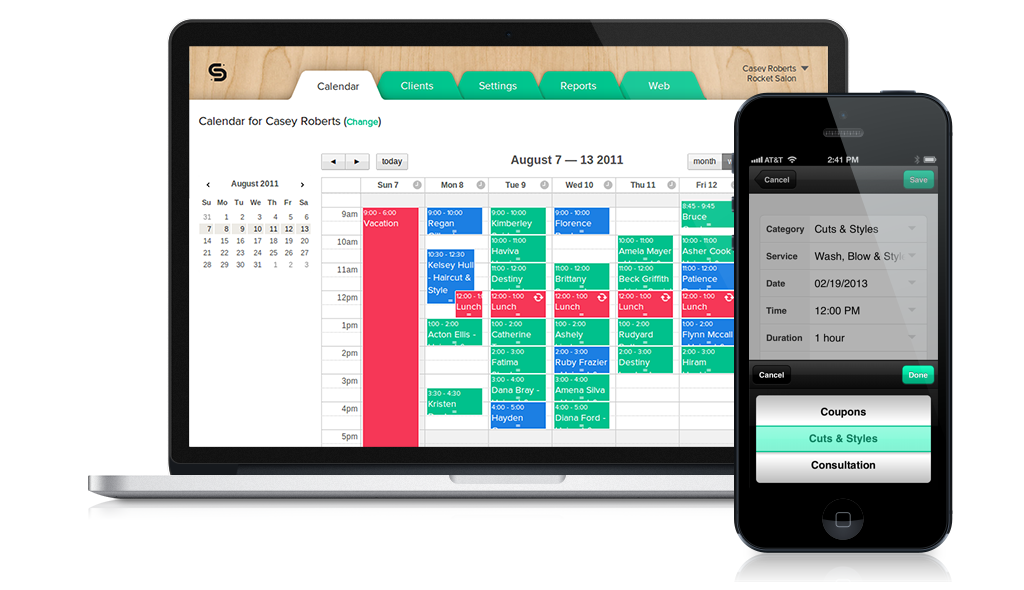 Casey Roberts
Rocket Salon
Calendar
Clients
Settings
Reports
Web
Calendar for Casey Roberts (Change)
◄ ► today
August 7 — 13 2011
month
August 2011
Su Mo Tu We Th Fr Sa
31 1 2 3 4 5 6
7 8 9 10 11 12 13
14 15 16 17 18 19 20
21 22 23 24 25 26 27
28 29 30 31 1 2 3
Sun 7
Mon 8
Tue 9
Wed 10
Thu 11
Fri 12
9am
10am
11am
12pm
1pm
2pm
3pm
4pm
5pm
9:00 - 6:00
Vacation
9:00 - 10:00
Regan
10:30 - 12:30
Kelsey Hull
- Haircut &
Style
12:00 - 1:
Lunch
1:00 - 2:00
Acton Ellis -
3:30 - 4:30
Kristen
9:00 - 10:00
Kimberley
10:00 - 11:00
Haviva
11:00 - 12:00
Destiny
12:00 - 1:00
Lunch
1:00 - 2:00
Catherine
2:00 - 3:00
Fatima
3:00 - 4:00
Dana Bray -
4:00 - 5:00
Hayden
9:00 - 10:00
Florence
11:00 - 12:00
Brittany
12:00 - 1:00
Lunch
1:00 - 2:00
Ashely
2:00 - 3:00
Ruby Frazier
3:00 - 4:00
Amena Silva
4:00 - 5:00
Diana Ford -
10:00 - 11:00
Amela Mayer
11:00 - 12:00
Beck Griffith
12:00 - 1:00
Lunch
1:00 - 2:00
Rudyard
2:00 - 3:00
Destiny
8:45 - 9:45
Bruce
10:00 - 11:00
Asher Cook
11:00 - 12:00
Patience
12:00 - 1:00
Lunch
1:00 - 2:00
Flynn Mccall
2:00 - 3:00
Hiram
AT&T
2:41 PM
Cancel
Save
Category Cuts & Styles
Service Wash, Blow & Style
Date 02/19/2013
Time 12:00 PM
Duration 1 hour
Cancel
Done
Coupons
Cuts & Styles
Consultation